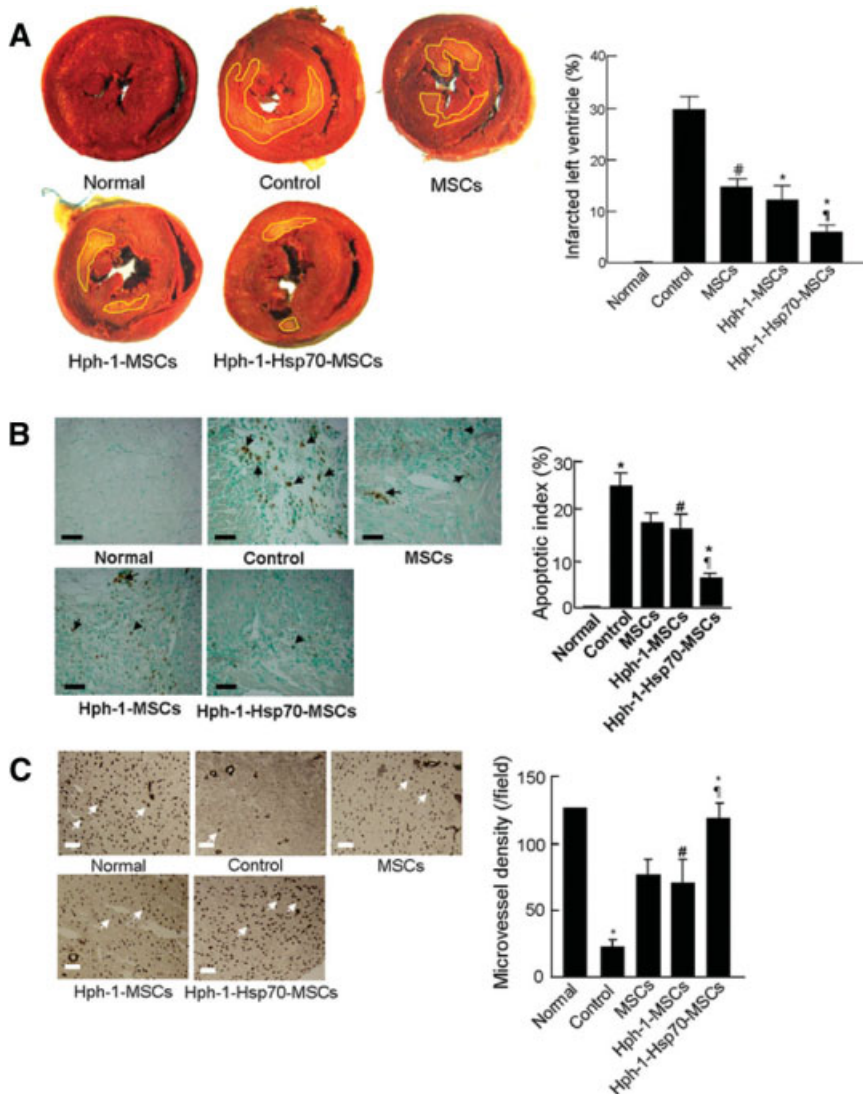 A
Normal
Control
MSCs
Hph-1-MSCs
Hph-1-Hsp70-MSCs
Infarcted left ventricle (%)
40
30
20
10
0
#
*
*
¶
Normal
Control
MSCs
Hph-1-MSCs
Hph-1-Hsp70-MSCs
B
Normal
Control
MSCs
Hph-1-MSCs
Hph-1-Hsp70-MSCs
Apoptotic index (%)
30
20
10
0
*
#
*
¶
Normal
Control
MSCs
Hph-1-MSCs
Hph-1-Hsp70-MSCs
C
Normal
Control
MSCs
Hph-1-MSCs
Hph-1-Hsp70-MSCs
Microvessel density (/field)
150
100
50
0
*
#
*
¶
Normal
Control
MSCs
Hph-1-MSCs
Hph-1-Hsp70-MSCs